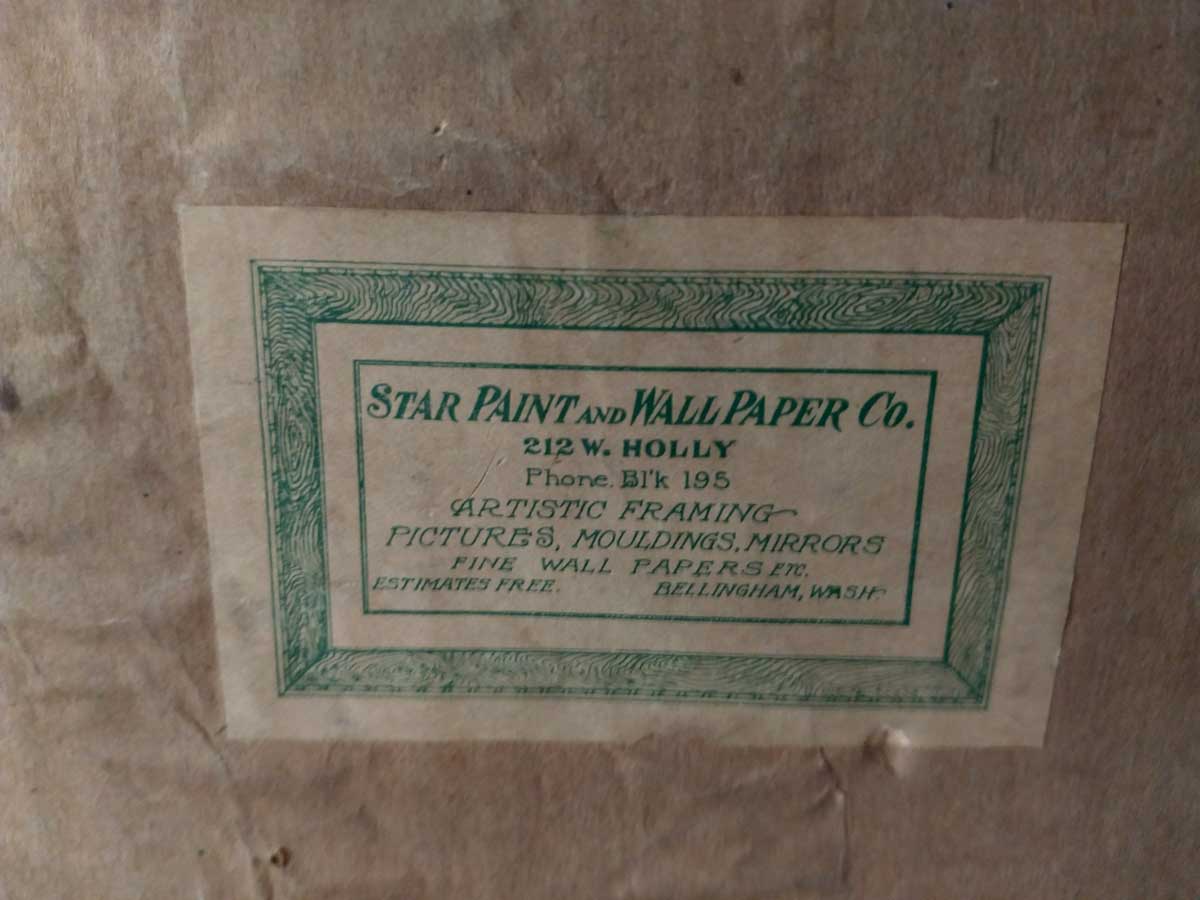 STAR PAINT AND WALL PAPER CO.
212 W. HOLLY
Phone. Bl'k 195
ARTISTIC FRAMING
PICTURES, MOULDINGS, MIRRORS
FINE WALL PAPERS ETC.
ESTIMATES FREE. BELLINGHAM, WASH.